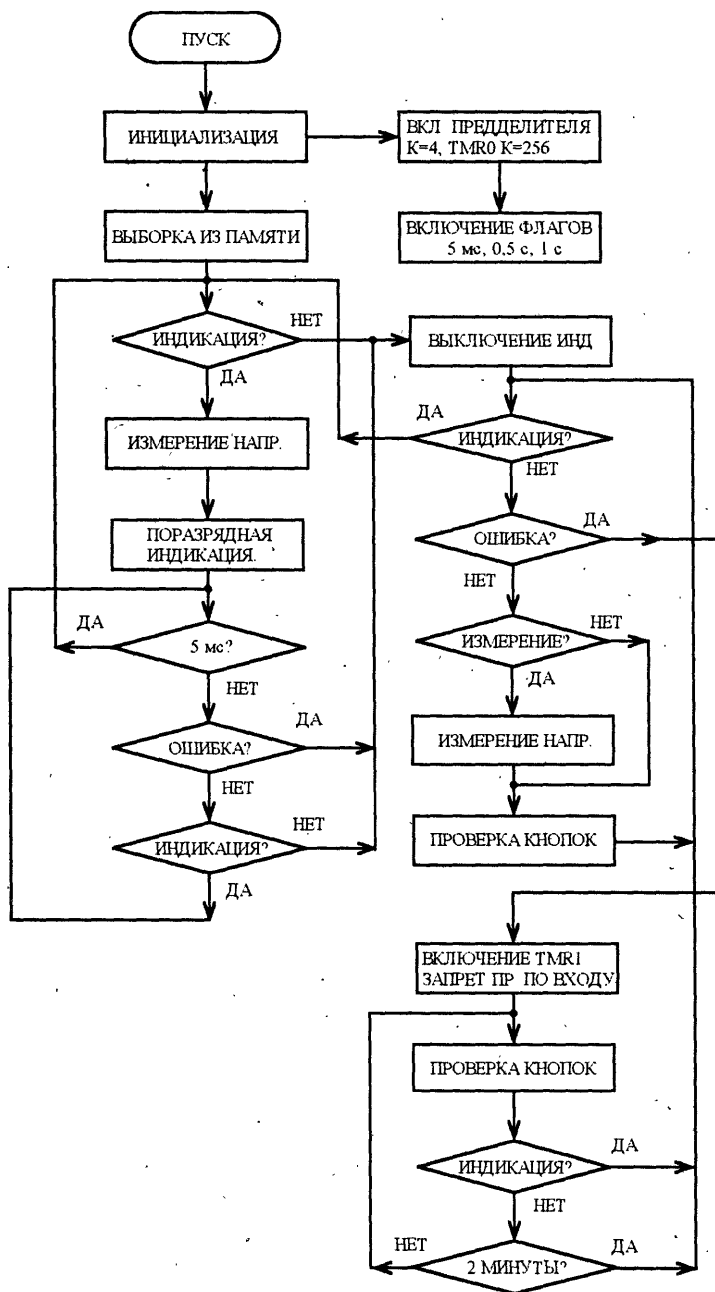 ПУСК
ИНИЦИАЛИЗАЦИЯ
ВКЛ ПРЕДДЕЛИТЕЛЯ
K=4, TMR0 K=256
ВЫБОРКА ИЗ ПАМЯТИ
ВКЛЮЧЕНИЕ ФЛАГОВ
5 мс, 0,5 с, 1 с
ИНДИКАЦИЯ?
НЕТ
ДА
ИЗМЕРЕНИЕ НАПР.
ПОРАЗРЯДНАЯ
ИНДИКАЦИЯ.
ДА
5 мс?
НЕТ
ОШИБКА?
ДА
НЕТ
ИНДИКАЦИЯ?
НЕТ
ДА
ВЫКЛЮЧЕНИЕ ИНД
ДА
ИНДИКАЦИЯ?
НЕТ
ОШИБКА?
ДА
НЕТ
ИЗМЕРЕНИЕ?
НЕТ
ДА
ИЗМЕРЕНИЕ НАПР.
ПРОВЕРКА КНОПОК
ВКЛЮЧЕНИЕ TMR1
ЗАПРЕТ ПР ПО ВХОДУ
ПРОВЕРКА КНОПОК
ИНДИКАЦИЯ?
ДА
НЕТ
НЕТ
2 МИНУТЫ?
ДА